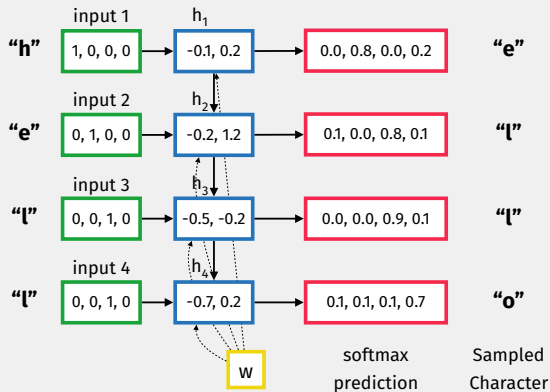 input 1 h1
“h” 1, 0, 0, 0 -0.1, 0.2 0.0, 0.8, 0.0, 0.2 “e”
input 2 h2
“e” 0, 1, 0, 0 -0.2, 1.2 0.1, 0.0, 0.8, 0.1 “l”
input 3 h3
“l” 0, 0, 1, 0 -0.5, -0.2 0.0, 0.0, 0.9, 0.1 “l”
input 4 h4
“l” 0, 0, 1, 0 -0.7, 0.2 0.1, 0.1, 0.1, 0.7 “o”
w
softmax Sampled
prediction Character